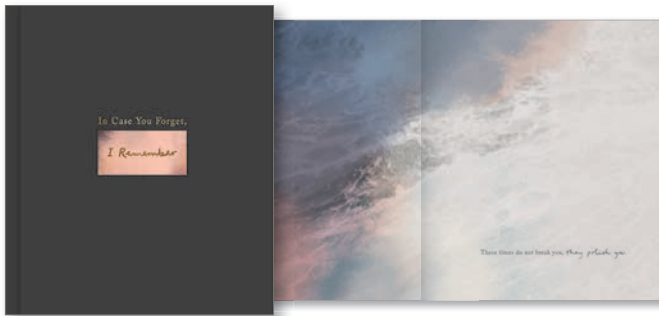 In Case You Forget,
I Remember
These times do not break you, they polish you